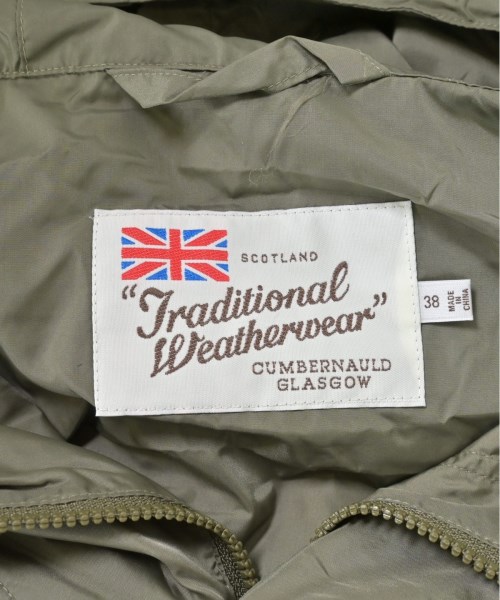 SCOTLAND
"Traditional
Weatherwear"
CUMBERNAULD
GLASGOW
38
MADE
IN
CHINA